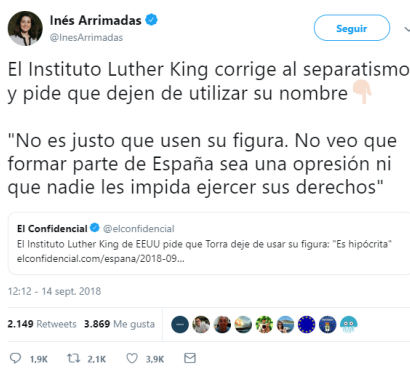 Inés Arrimadas
@InesArrimadas
Seguir
El Instituto Luther King corrige al separatismo
y pide que dejen de utilizar su nombre👇🏻
"No es justo que usen su figura. No veo que
formar parte de España sea una opresión ni
que nadie les impida ejercer sus derechos"
El Confidencial @elconfidencial
El Instituto Luther King de EEUU pide que Torra deje de usar su figura: "Es hipócrita"
elconfidencial.com/espana/2018-09...
12:12 - 14 sept. 2018
2.149 Retweets 3.869 Me gusta
1,9K 2,1K 3,9K